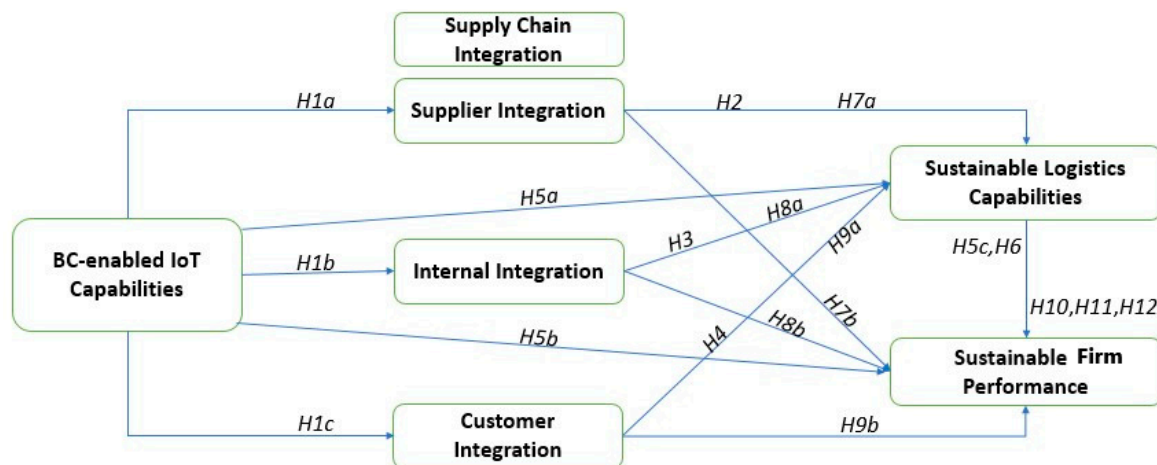 Supply Chain
Integration
H1a
Supplier Integration
H2
H7a
Sustainable Logistics
Capabilities
H5a
H8a
H3
H9a
BC-enabled IoT
Capabilities
H1b
Internal Integration
H5c,H6
H7b
H10,H11,H12
H8b
H5b
H4
Sustainable Firm
Performance
H1c
Customer
Integration
H9b